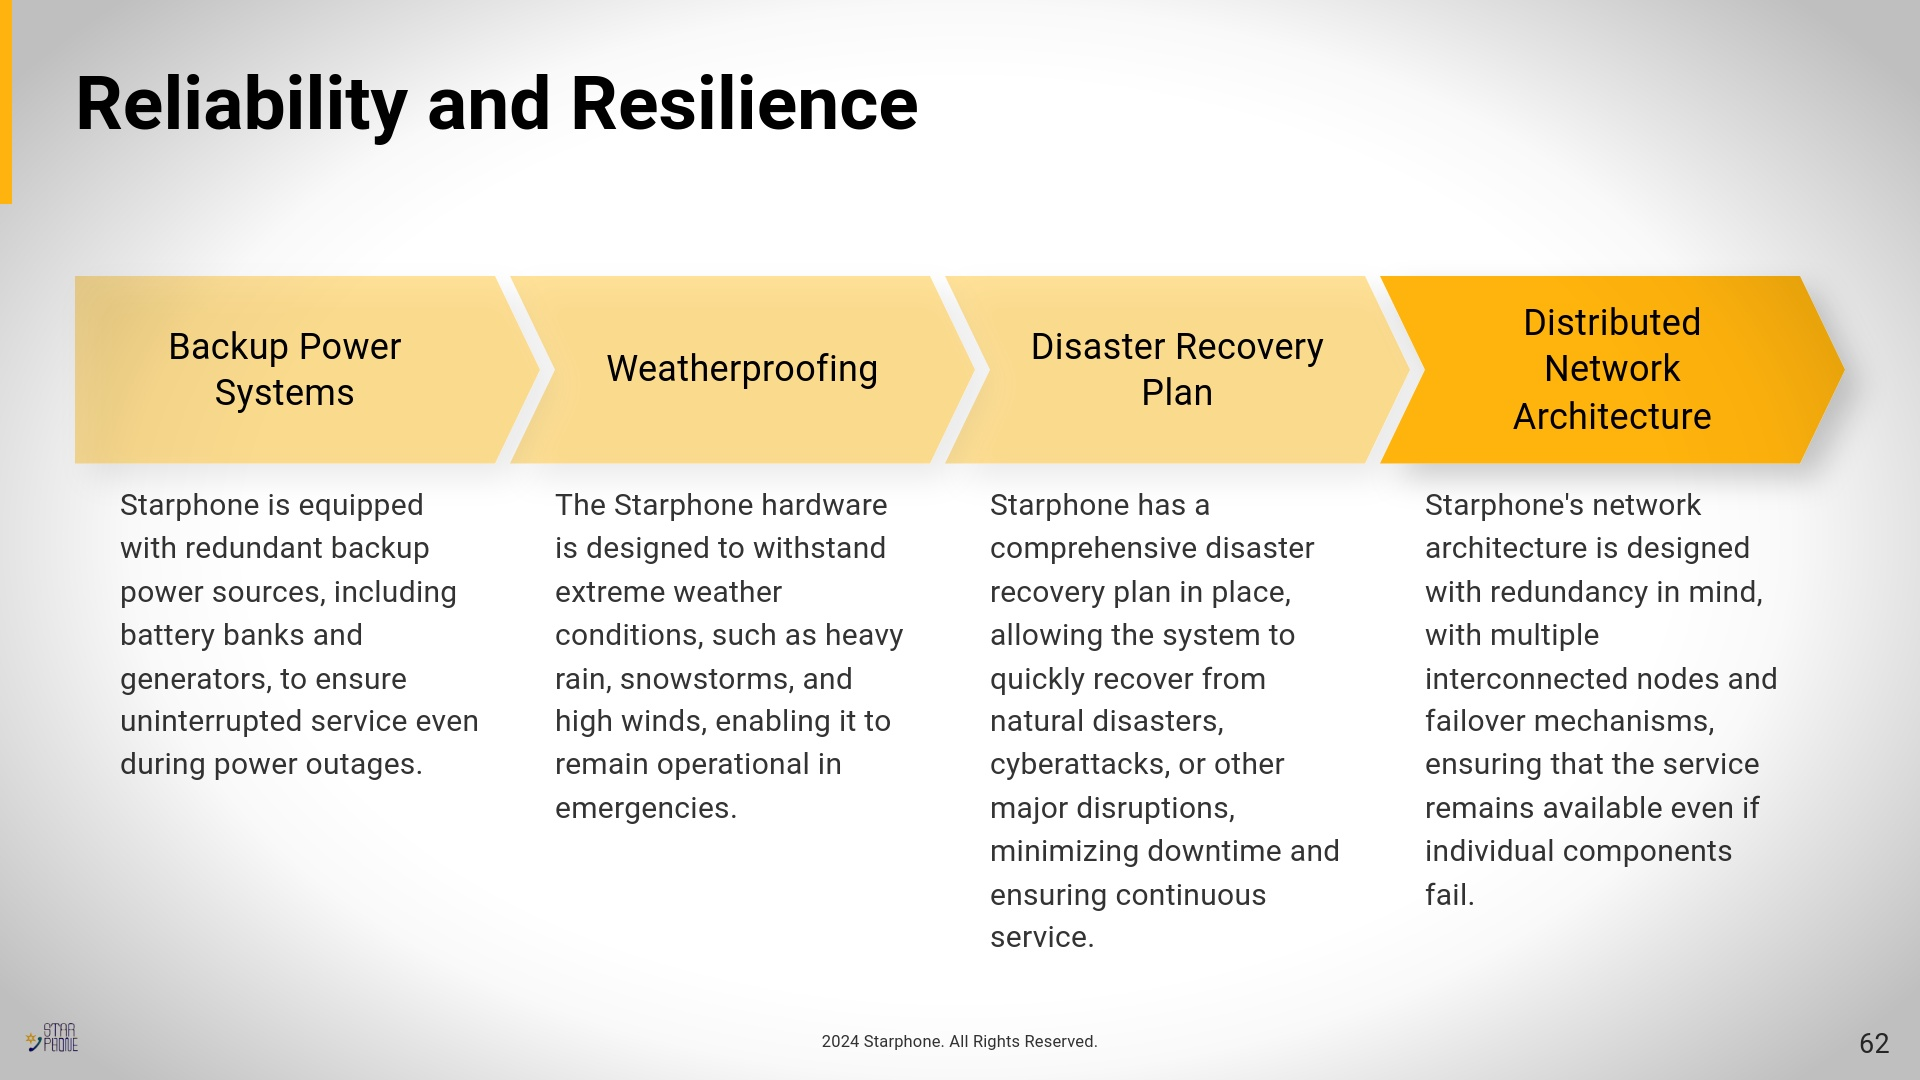 Reliability and Resilience
Backup Power
Systems
Starphone is equipped
with redundant backup
power sources, including
battery banks and
generators, to ensure
uninterrupted service even
during power outages.
Weatherproofing
The Starphone hardware
is designed to withstand
extreme weather
conditions, such as heavy
rain, snowstorms, and
high winds, enabling it to
remain operational in
emergencies.
Disaster Recovery
Plan
Starphone has a
comprehensive disaster
recovery plan in place,
allowing the system to
quickly recover from
natural disasters,
cyberattacks, or other
major disruptions,
minimizing downtime and
ensuring continuous
service.
Distributed
Network
Architecture
Starphone's network
architecture is designed
with redundancy in mind,
with multiple
interconnected nodes and
failover mechanisms,
ensuring that the service
remains available even if
individual components
fail.
STAR
PHONE
2024 Starphone. All Rights Reserved.
62